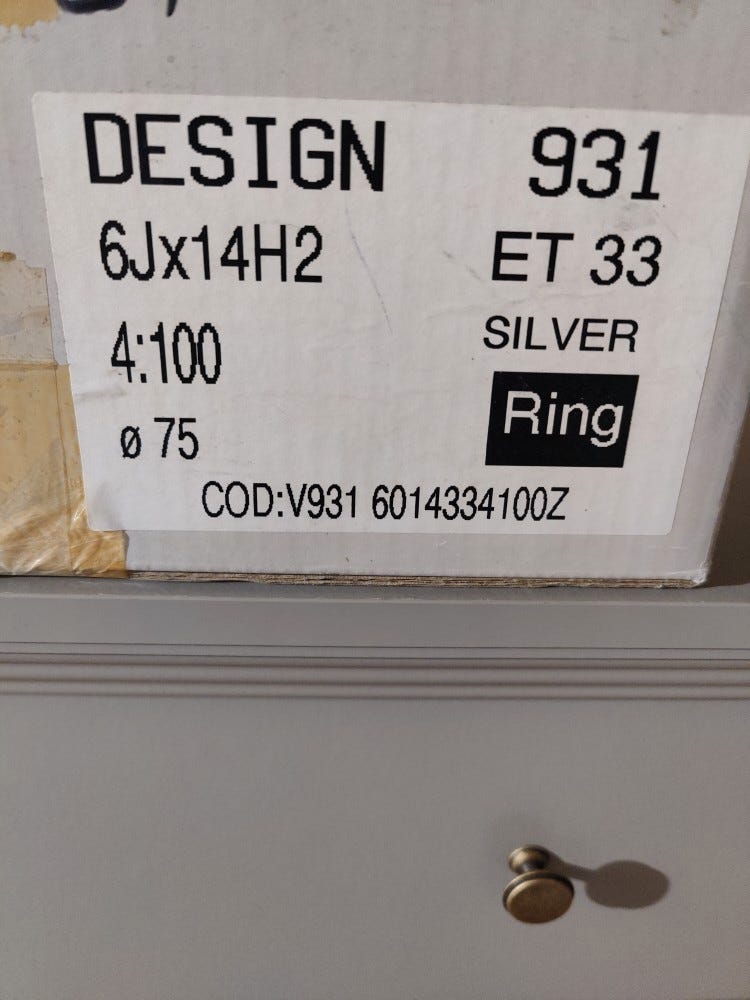 DESIGN 931
6Jx14H2 ET 33
4:100 SILVER
ø 75 Ring
COD:V931 6014334100Z